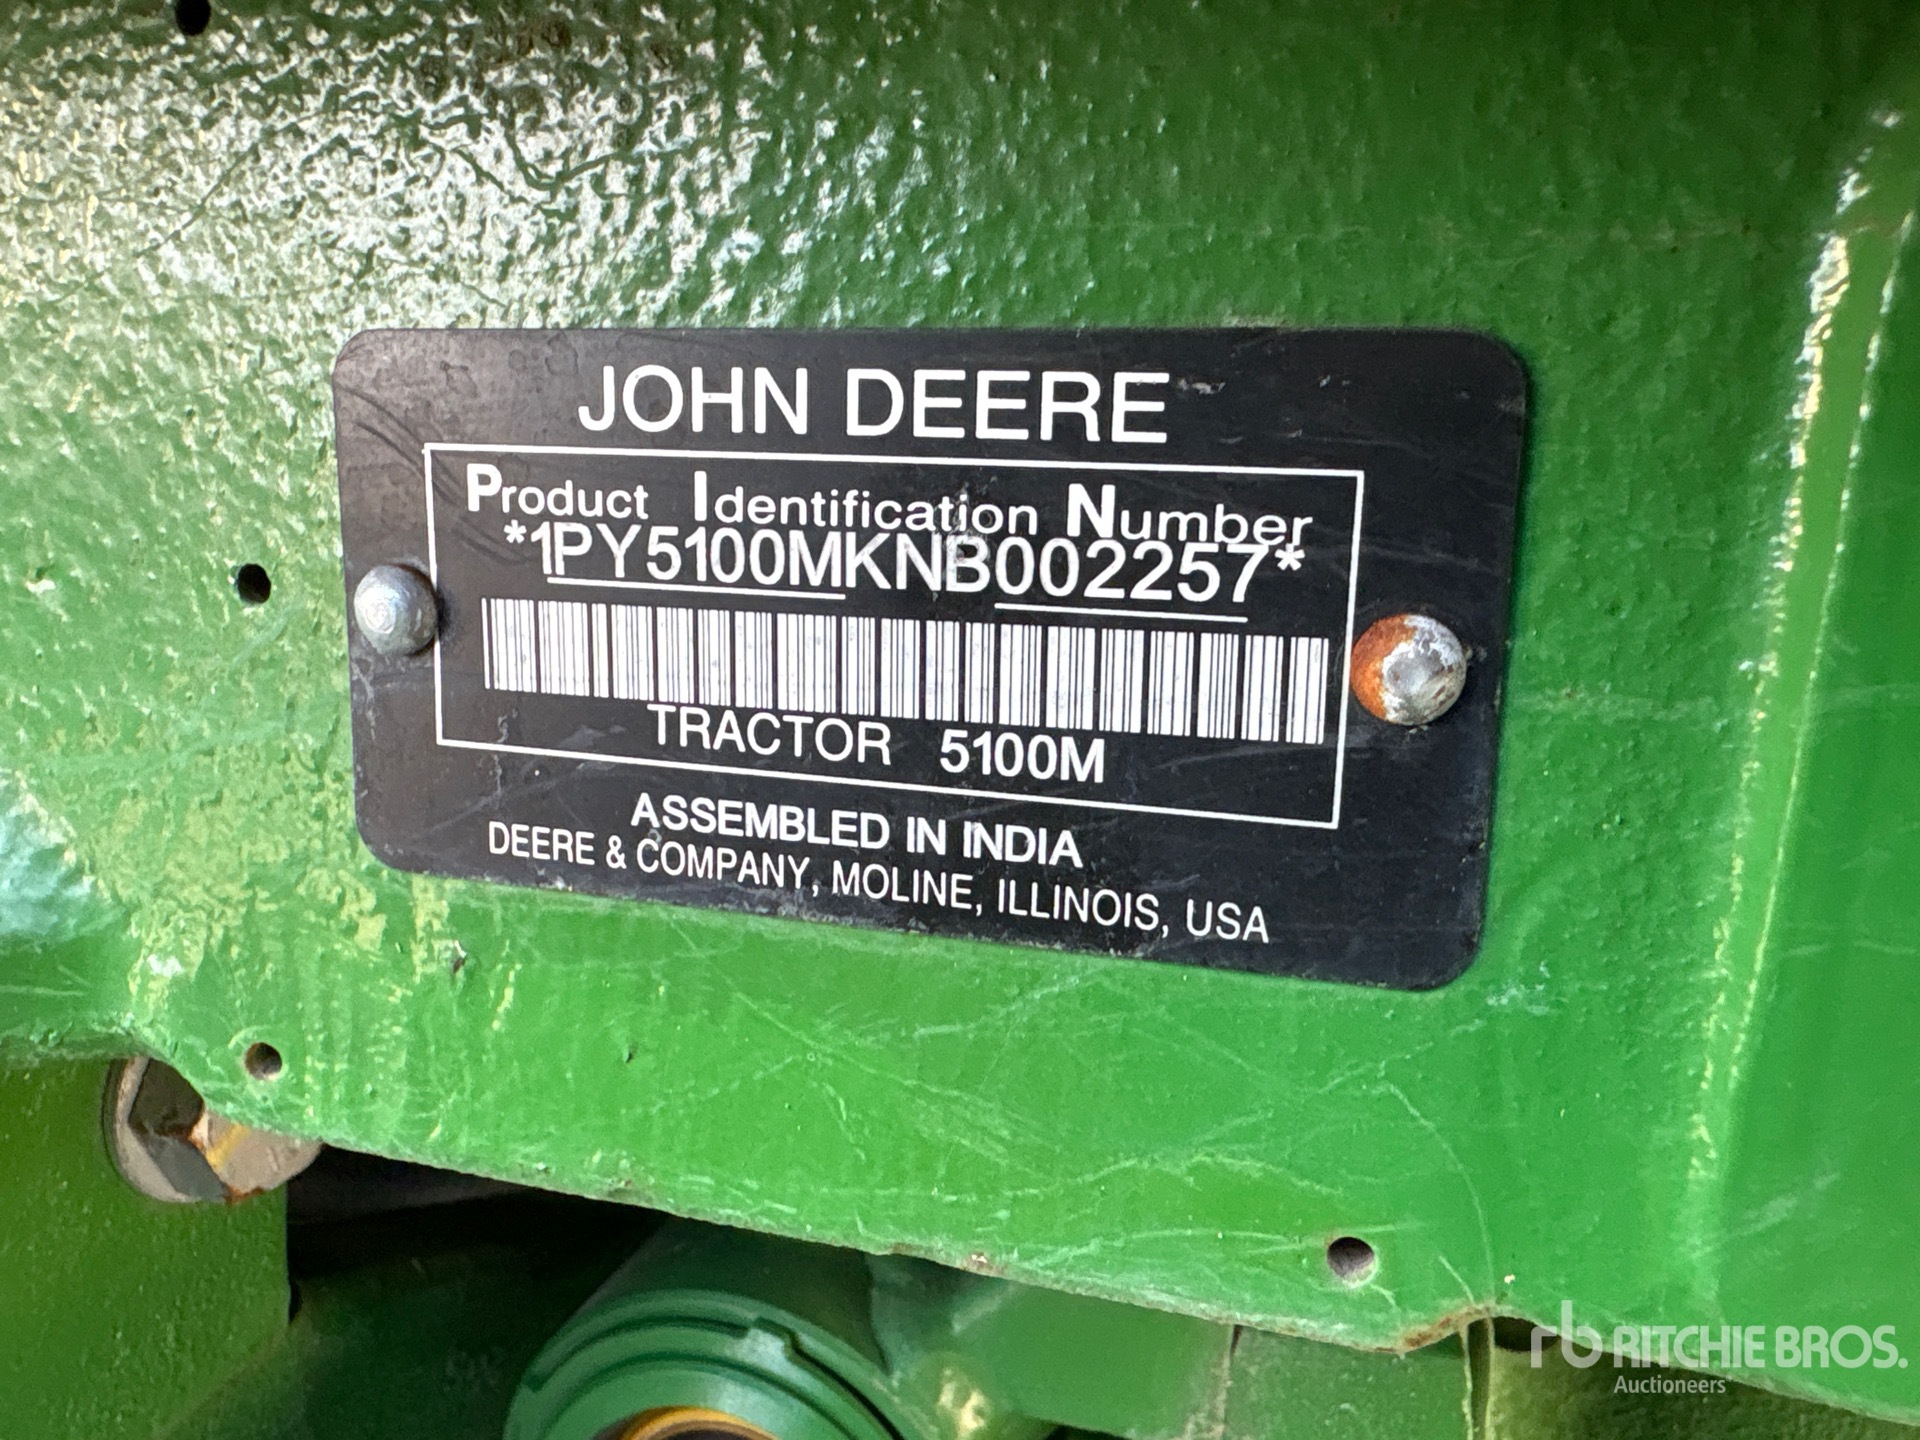 JOHN DEERE
Product Identification Number
*1PY5100MKNB002257*
TRACTOR 5100M
ASSEMBLED IN INDIA
DEERE & COMPANY, MOLINE, ILLINOIS, USA
rb RITCHIE BROS.
Auctioneers